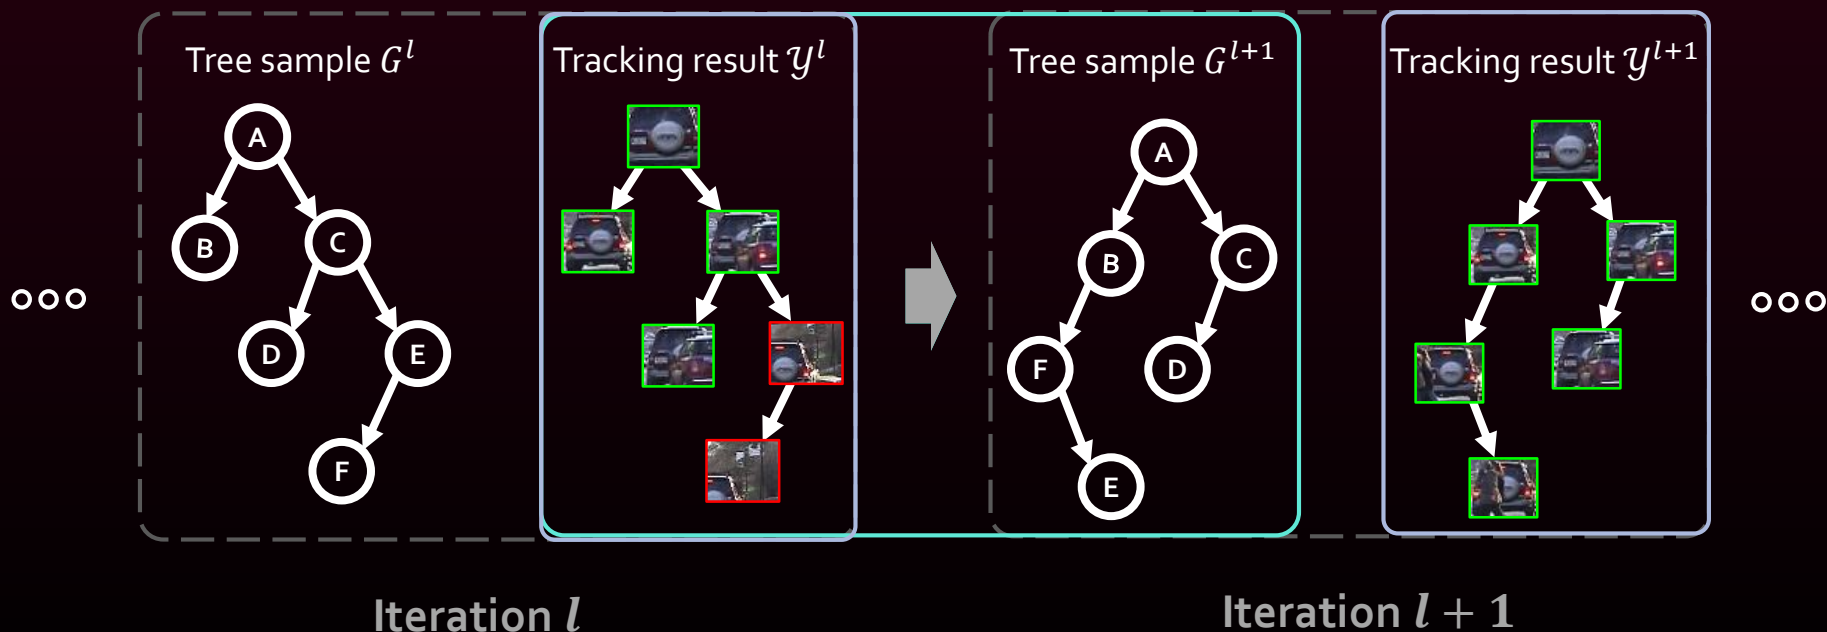 Tree sample G^l
Tracking result 𝒴^l
Tree sample G^{l+1}
Tracking result 𝒴^{l+1}
A
B
C
D
E
F
A
B
C
F
D
E
Iteration l
Iteration l + 1